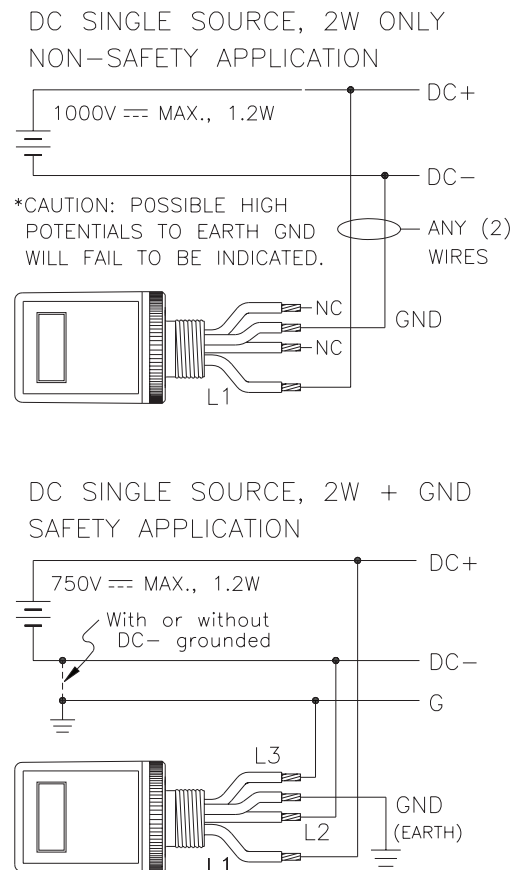 DC SINGLE SOURCE, 2W ONLY
NON-SAFETY APPLICATION
DC+
1000V ⎓ MAX., 1.2W
DC-
*CAUTION: POSSIBLE HIGH
POTENTIALS TO EARTH GND
WILL FAIL TO BE INDICATED.
ANY (2)
WIRES
NC
GND
NC
L1
DC SINGLE SOURCE, 2W + GND
SAFETY APPLICATION
DC+
750V ⎓ MAX., 1.2W
With or without
DC- grounded
DC-
G
L3
GND
(EARTH)
L2
L1